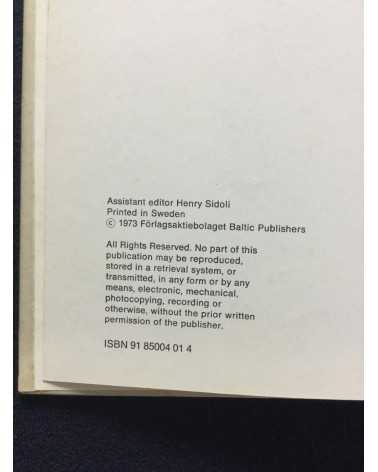 Assistant editor Henry Sidoli
Printed in Sweden
© 1973 Förlagsaktiebolaget Baltic Publishers
All Rights Reserved. No part of this
publication may be reproduced,
stored in a retrieval system, or
transmitted, in any form or by any
means, electronic, mechanical,
photocopying, recording or
otherwise, without the prior written
permission of the publisher.
ISBN 91 85004 01 4